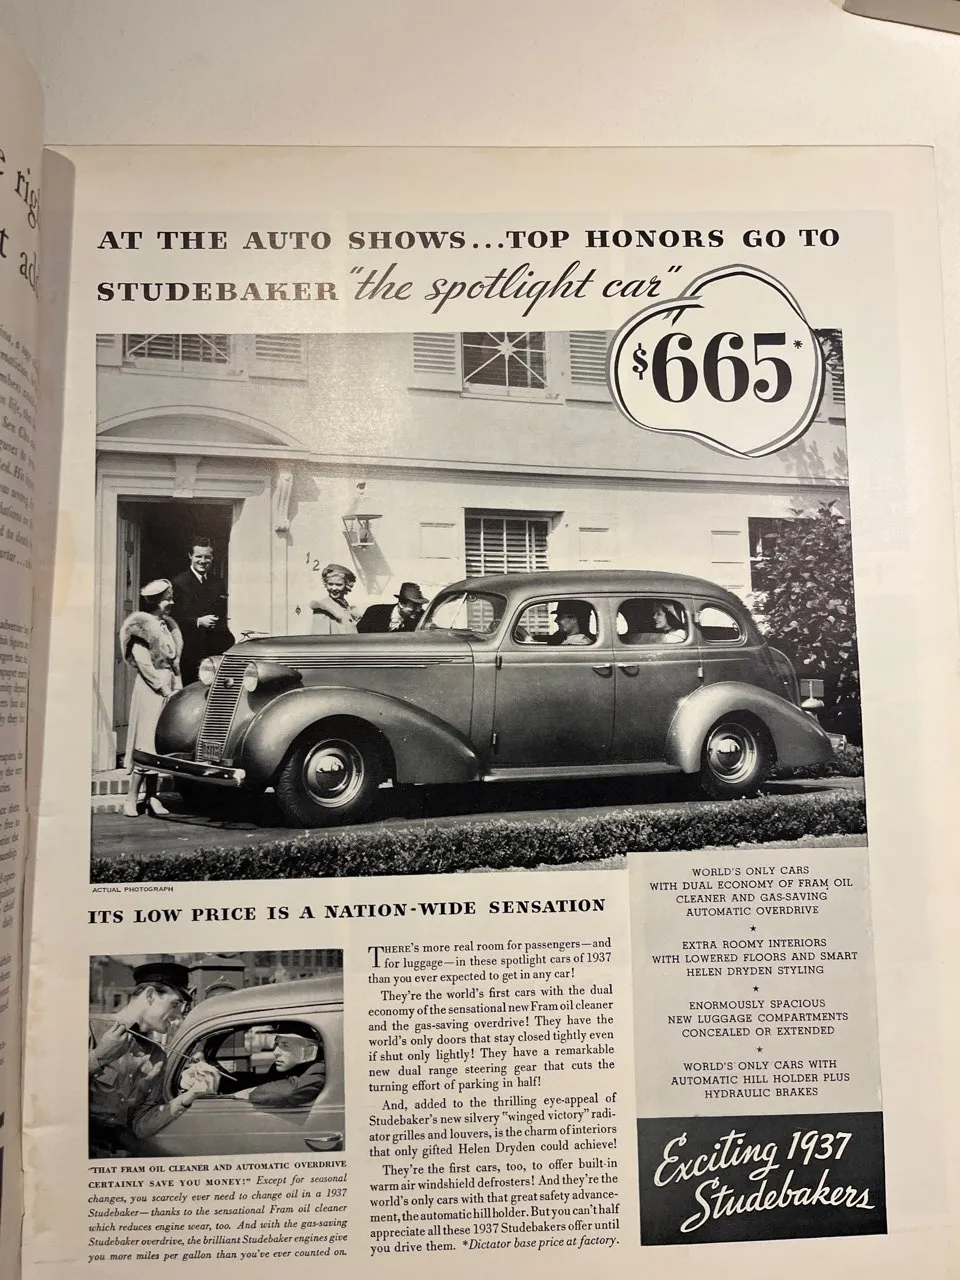 AT THE AUTO SHOWS...TOP HONORS GO TO
STUDEBAKER "the spotlight car"
$665*
12
ACTUAL PHOTOGRAPH
ITS LOW PRICE IS A NATION-WIDE SENSATION
THERE'S more real room for passengers—and
for luggage—in these spotlight cars of 1937
than you ever expected to get in any car!
They're the world's first cars with the dual
economy of the sensational new Fram oil cleaner
and the gas-saving overdrive! They have the
world's only doors that stay closed tightly even
if shut only lightly! They have a remarkable
new dual range steering gear that cuts the
turning effort of parking in half!
And, added to the thrilling eye-appeal of
Studebaker's new silvery "winged victory" radi-
ator grilles and louvers, is the charm of interiors
that only gifted Helen Dryden could achieve!
They're the first cars, too, to offer built-in
warm air windshield defrosters! And they're the
world's only cars with that great safety advance-
ment, the automatic hill holder. But you can't half
appreciate all these 1937 Studebakers offer until
you drive them. *Dictator base price at factory.
"THAT FRAM OIL CLEANER AND AUTOMATIC OVERDRIVE
CERTAINLY SAVE YOU MONEY!" Except for seasonal
changes, you scarcely ever need to change oil in a 1937
Studebaker—thanks to the sensational Fram oil cleaner
which reduces engine wear, too. And with the gas-saving
Studebaker overdrive, the brilliant Studebaker engines give
you more miles per gallon than you've ever counted on.
WORLD'S ONLY CARS
WITH DUAL ECONOMY OF FRAM OIL
CLEANER AND GAS-SAVING
AUTOMATIC OVERDRIVE
★
EXTRA ROOMY INTERIORS
WITH LOWERED FLOORS AND SMART
HELEN DRYDEN STYLING
★
ENORMOUSLY SPACIOUS
NEW LUGGAGE COMPARTMENTS
CONCEALED OR EXTENDED
★
WORLD'S ONLY CARS WITH
AUTOMATIC HILL HOLDER PLUS
HYDRAULIC BRAKES
Exciting 1937
Studebakers